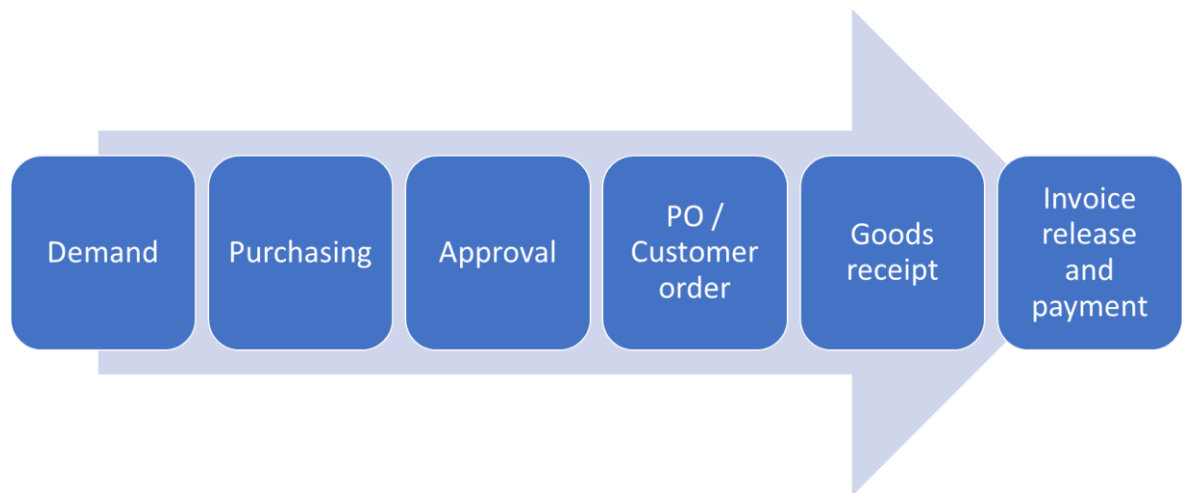 Demand
Purchasing
Approval
PO /
Customer
order
Goods
receipt
Invoice
release
and
payment